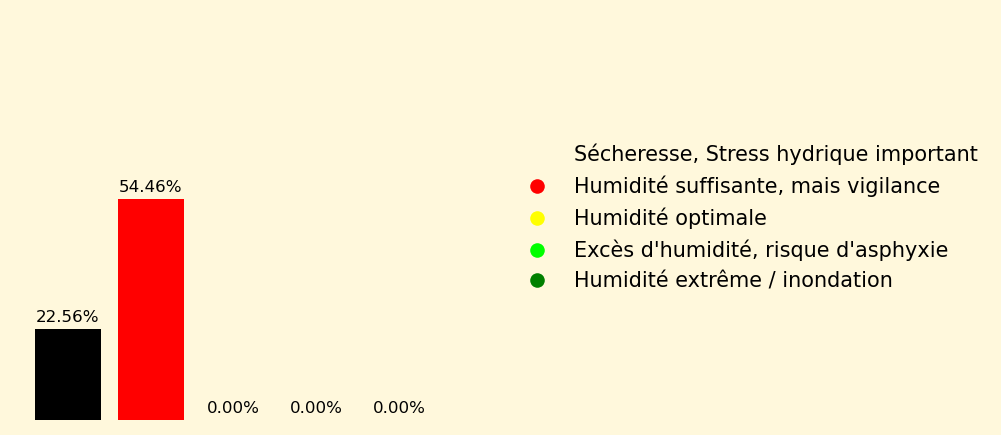 54.46%
22.56%
0.00% 0.00% 0.00%
Sécheresse, Stress hydrique important
Humidité suffisante, mais vigilance
Humidité optimale
Excès d'humidité, risque d'asphyxie
Humidité extrême / inondation